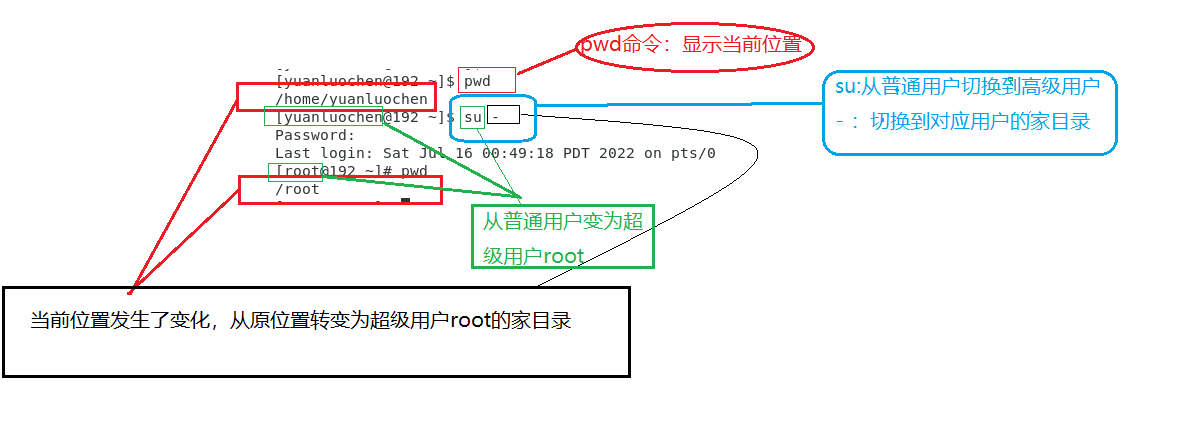 pwd命令：显示当前位置
[yuanluochen@192 ~]$ pwd
/home/yuanluochen
[yuanluochen@192 ~]$ su -
Password:
Last login: Sat Jul 16 00:49:18 PDT 2022 on pts/0
[root@192 ~]# pwd
/root
su:从普通用户切换到高级用户
- ：切换到对应用户的家目录
从普通用户变为超
级用户root
当前位置发生了变化，从原位置转变为超级用户root的家目录